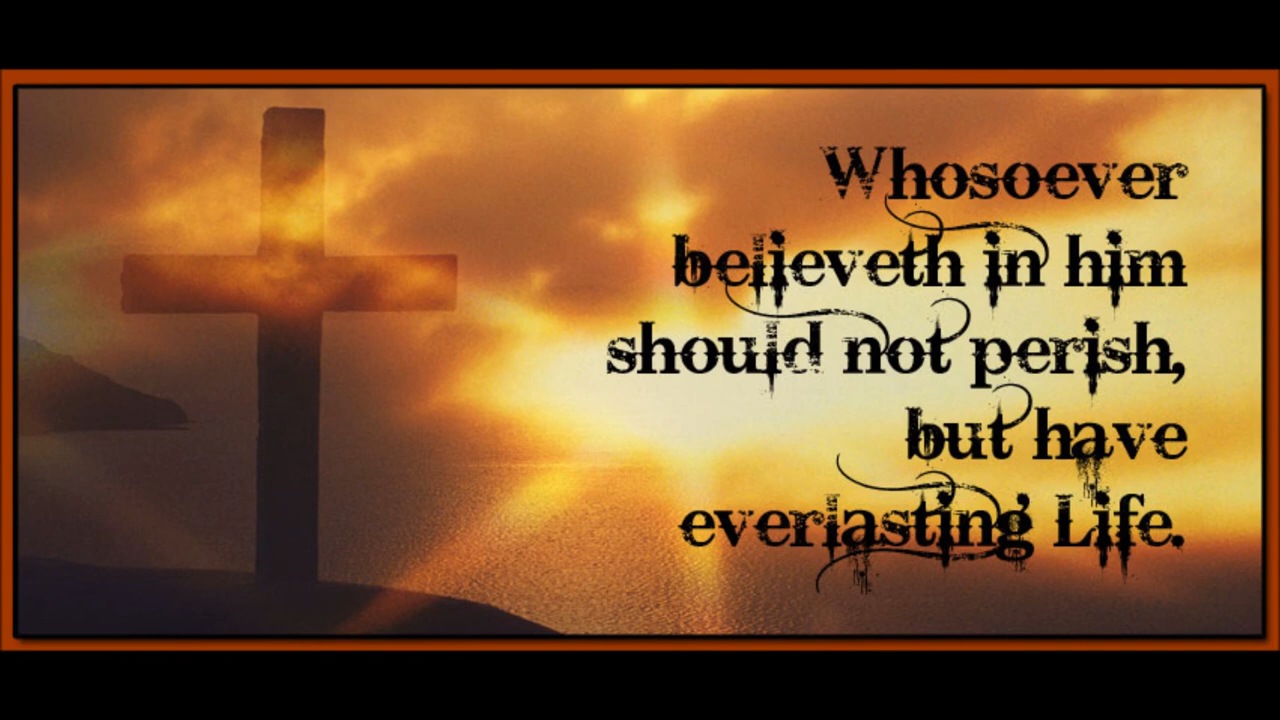 Whosoever
believeth in him
should not perish,
but have
everlasting Life.